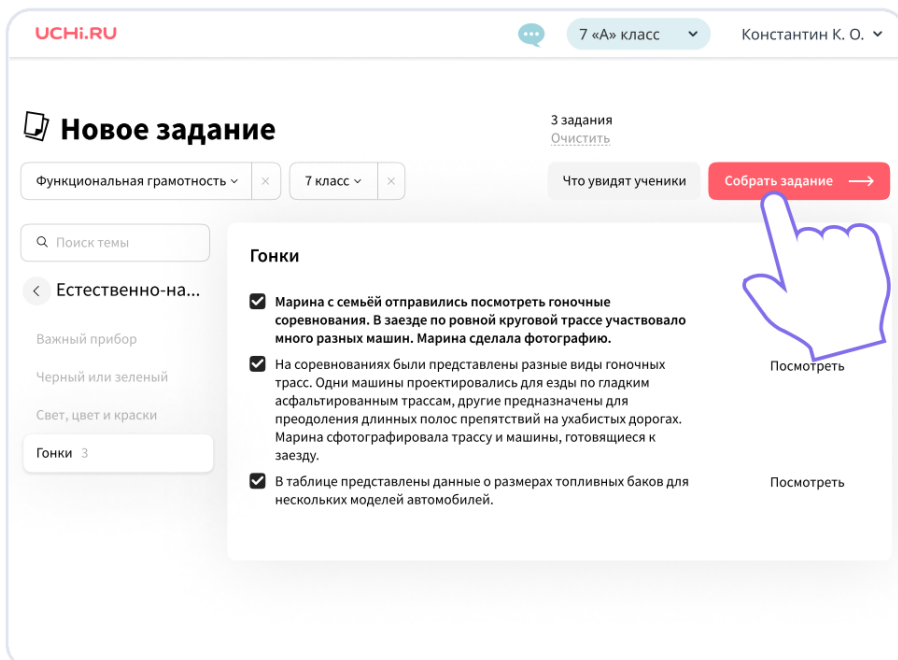 UCHi.RU
7 «А» класс
Константин К. О.
Новое задание
3 задания
Очистить
Функциональная грамотность
7 класс
Что увидят ученики
Собрать задание
Поиск темы
Естественно-на...
Важный прибор
Черный или зеленый
Свет, цвет и краски
Гонки 3
Гонки
Марина с семьёй отправились посмотреть гоночные
соревнования. В заезде по ровной круговой трассе участвовало
много разных машин. Марина сделала фотографию.
На соревнованиях были представлены разные виды гоночных
трасс. Одни машины проектировались для езды по гладким
асфальтированным трассам, другие предназначены для
преодоления длинных полос препятствий на ухабистых дорогах.
Марина сфотографировала трассу и машины, готовящиеся к
заезду.
Посмотреть
В таблице представлены данные о размерах топливных баков для
нескольких моделей автомобилей.
Посмотреть